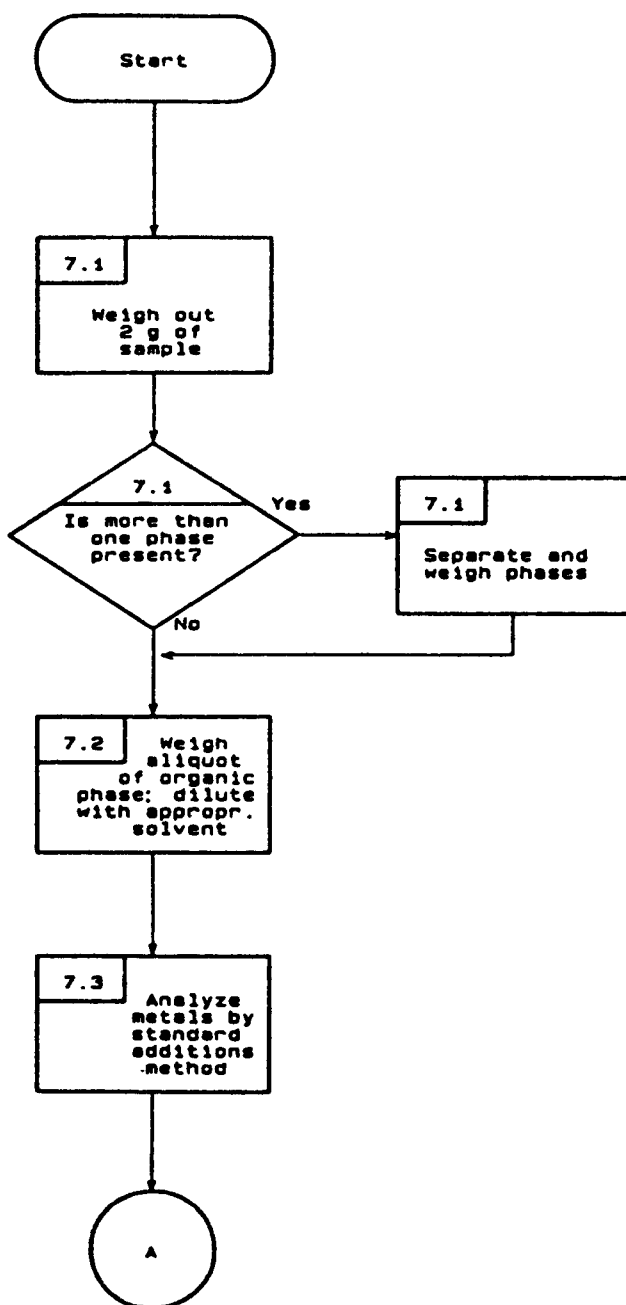 Start
7.1
Weigh out
2 g of
sample
7.1
Is more than
one phase
present?
Yes
7.1
Separate and
weigh phases
No
7.2
Weigh
aliquot
of organic
phase; dilute
with appropr.
solvent
7.3
Analyze
metals by
standard
additions
method
A